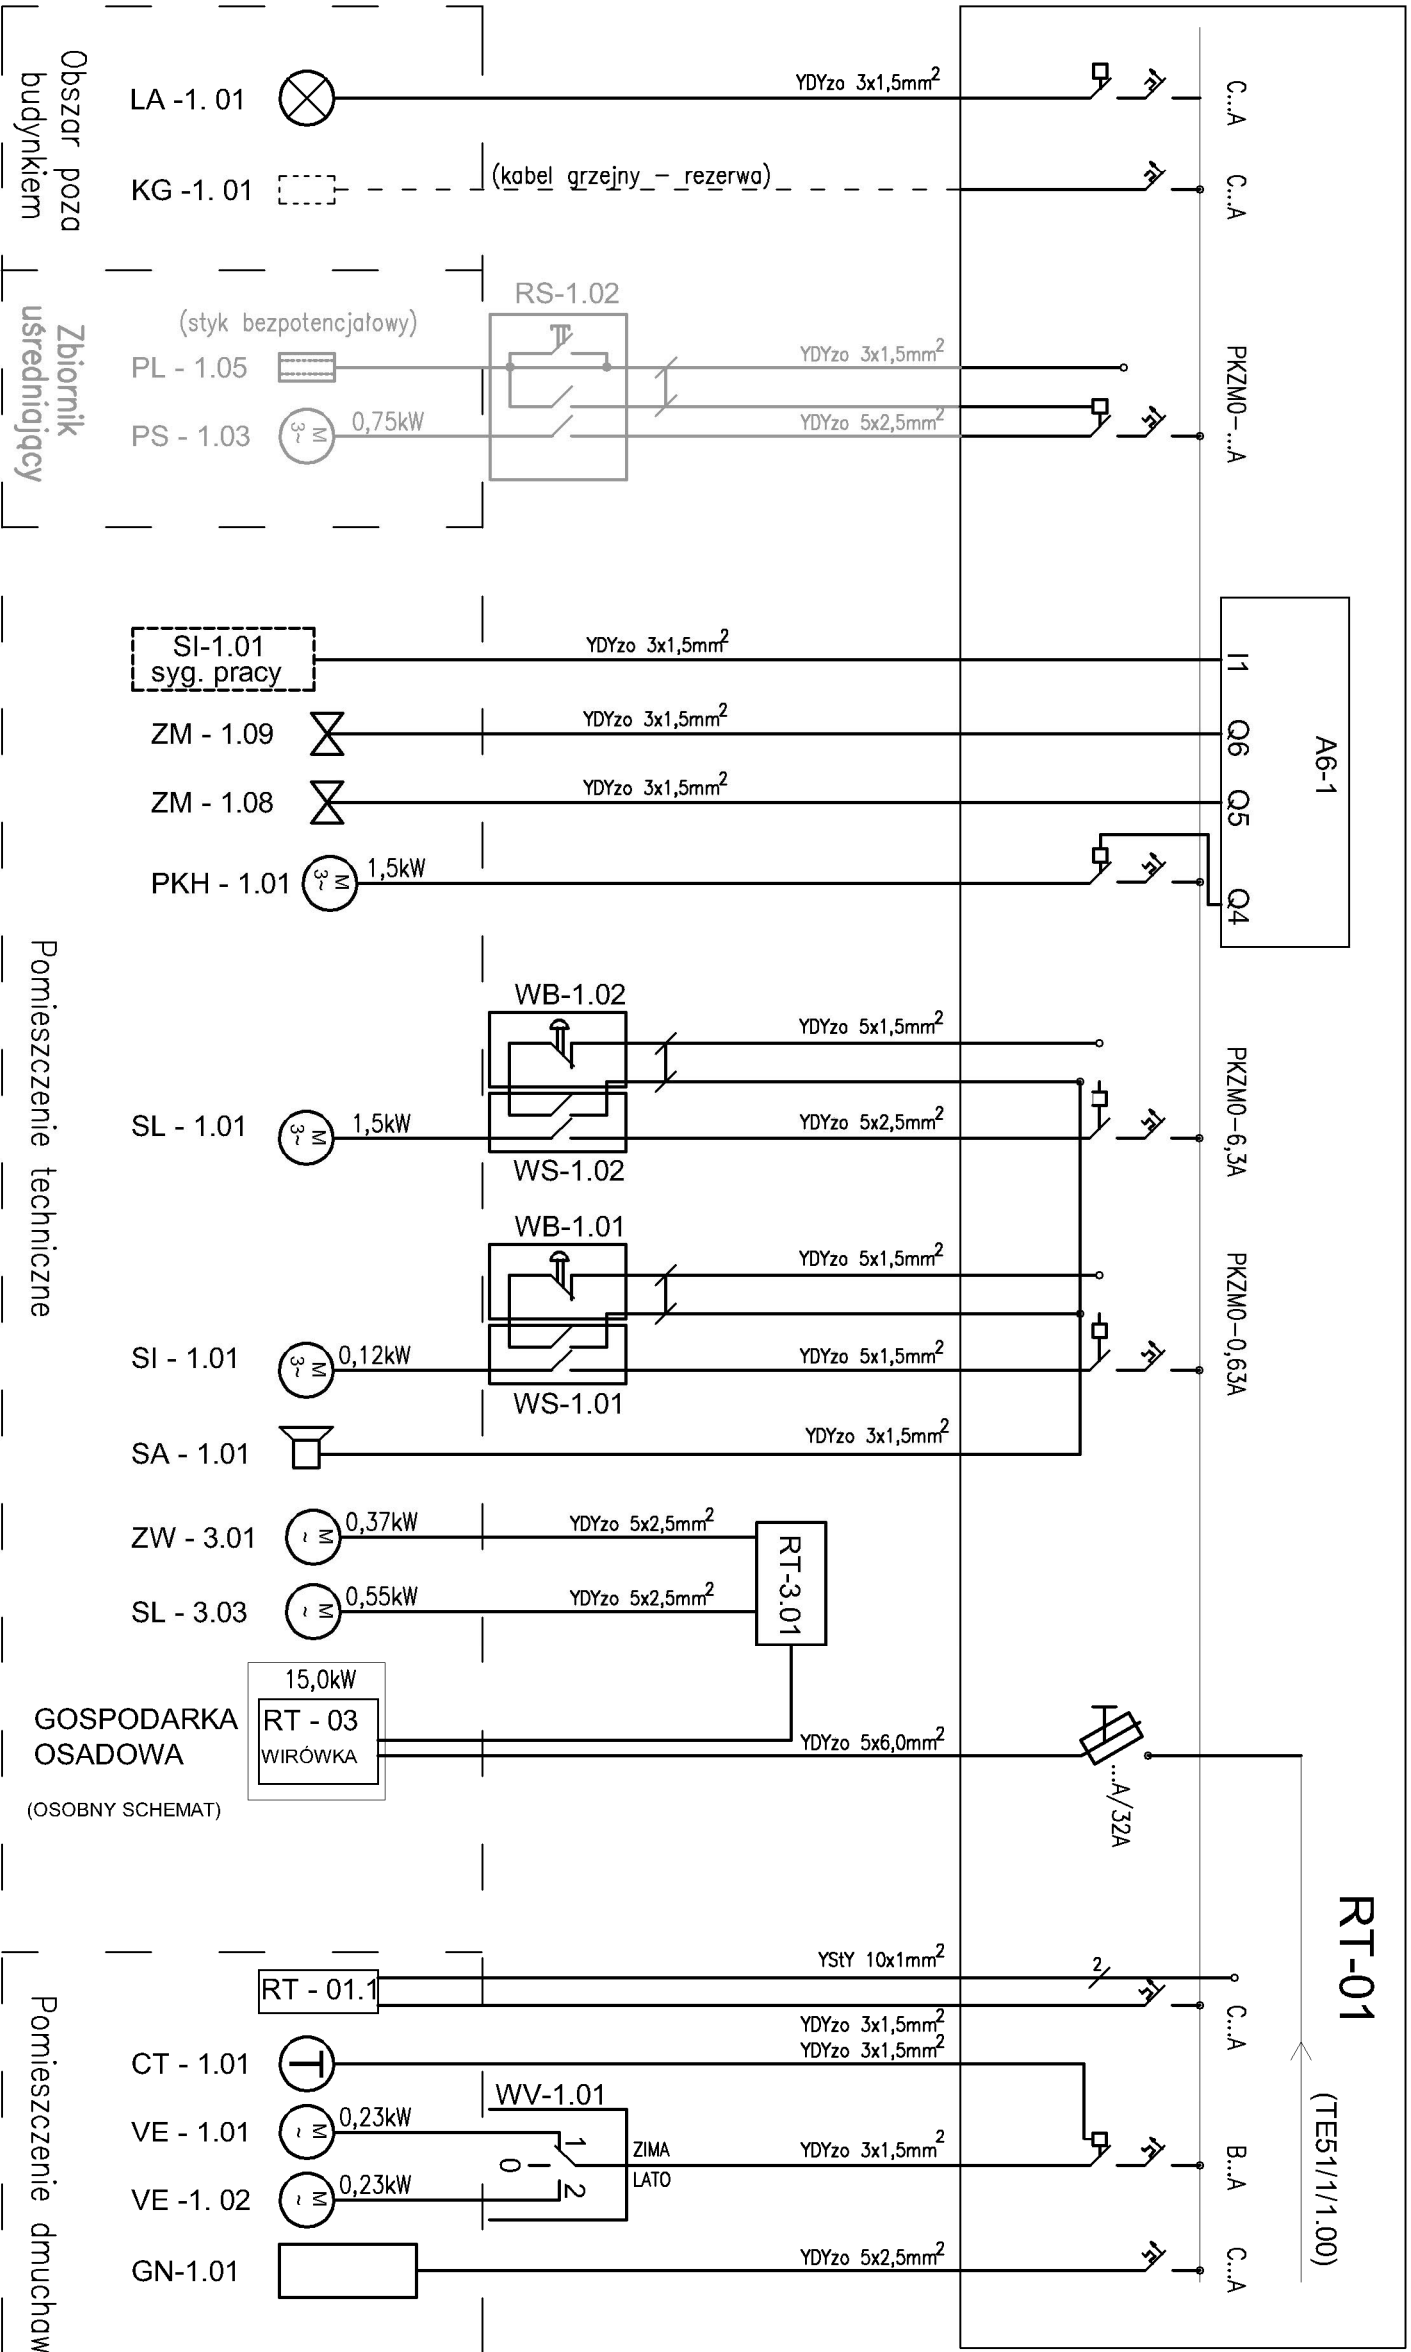 Obszar poza
budynkiem
LA -1. 01
YDYzo 3x1,5mm²
C...A
KG -1. 01
(kabel grzejny – rezerwa)
C...A
Zbiornik
uśredniający
RS-1.02
(styk bezpotencjałowy)
PL - 1.05
YDYzo 3x1,5mm²
PKZM0-...A
PS - 1.03
M
3~
0,75kW
YDYzo 5x2,5mm²
SI-1.01
syg. pracy
YDYzo 3x1,5mm²
I1
ZM - 1.09
YDYzo 3x1,5mm²
Q6
A6-1
ZM - 1.08
YDYzo 3x1,5mm²
Q5
PKH - 1.01
M
3~
1,5kW
Q4
Pomieszczenie techniczne
WB-1.02
YDYzo 5x1,5mm²
PKZM0-6,3A
SL - 1.01
M
3~
1,5kW
YDYzo 5x2,5mm²
WS-1.02
WB-1.01
YDYzo 5x1,5mm²
PKZM0-0,63A
SI - 1.01
M
3~
0,12kW
YDYzo 5x1,5mm²
WS-1.01
SA - 1.01
YDYzo 3x1,5mm²
ZW - 3.01
M
~
0,37kW
YDYzo 5x2,5mm²
RT-3.01
SL - 3.03
M
~
0,55kW
YDYzo 5x2,5mm²
15,0kW
GOSPODARKA
OSADOWA
RT - 03
WIRÓWKA
YDYzo 5x6,0mm²
...A/32A
(OSOBNY SCHEMAT)
RT-01
(TE51/1/1.00)
Pomieszczenie dmuchaw
RT - 01.1
YStY 10x1mm²
2
YDYzo 3x1,5mm²
C...A
CT - 1.01
YDYzo 3x1,5mm²
WV-1.01
VE - 1.01
M
~
0,23kW
1
0
2
ZIMA
LATO
YDYzo 3x1,5mm²
B...A
VE -1. 02
M
~
0,23kW
GN-1.01
YDYzo 5x2,5mm²
C...A